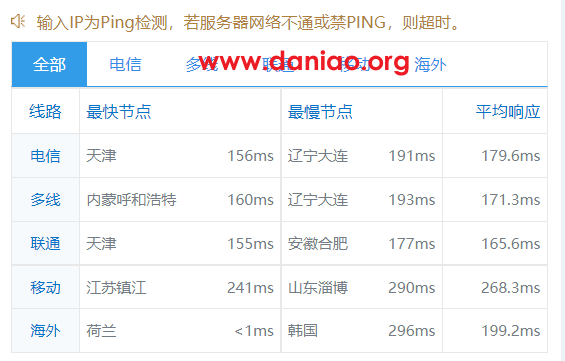 输入IP为Ping检测，若服务器网络不通或禁PING，则超时。
全部 电信 多线 联通 移动 海外
www.daniao.org
线路 最快节点 最慢节点 平均响应
电信 天津 156ms 辽宁大连 191ms 179.6ms
多线 内蒙呼和浩特 160ms 辽宁大连 193ms 171.3ms
联通 天津 155ms 安徽合肥 177ms 165.6ms
移动 江苏镇江 241ms 山东淄博 290ms 268.3ms
海外 荷兰 <1ms 韩国 296ms 199.2ms